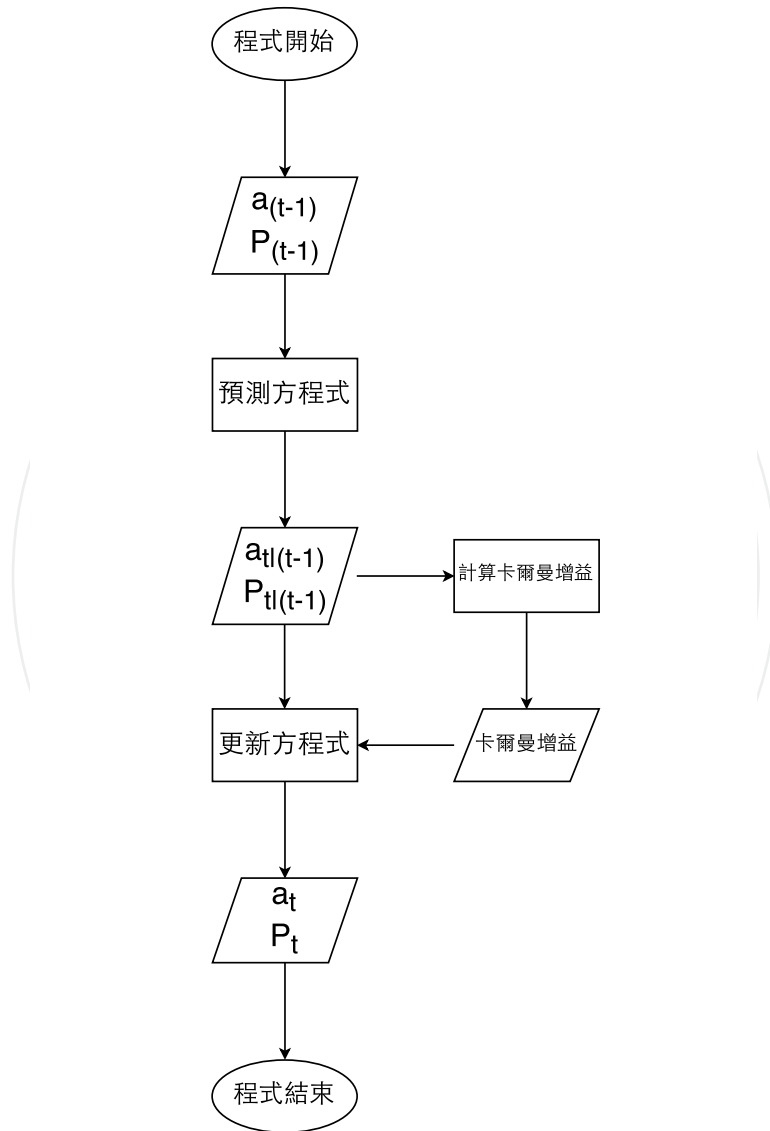 程式開始
a(t-1)
P(t-1)
預測方程式
at|(t-1)
Pt|(t-1)
計算卡爾曼增益
更新方程式
卡爾曼增益
at
Pt
程式結束